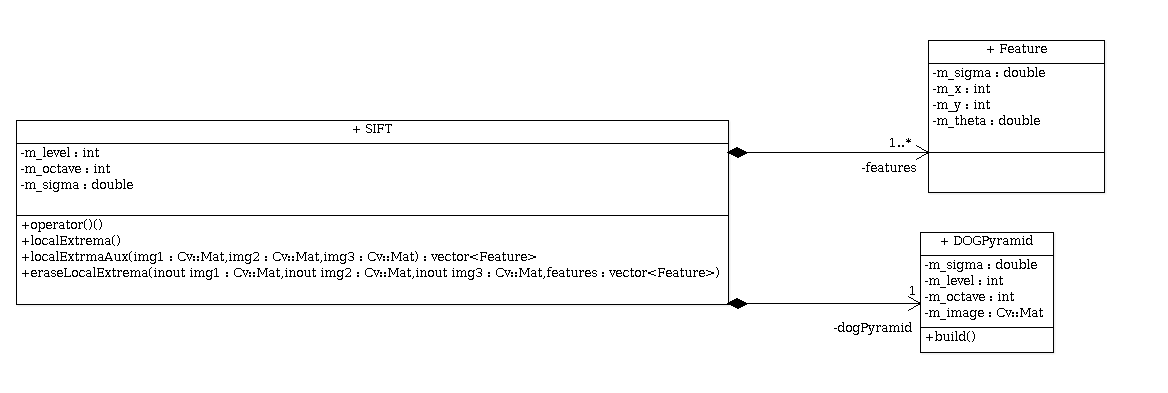 + SIFT
-m_level : int
-m_octave : int
-m_sigma : double
+operator()()
+localExtrema()
+localExtrmaAux(img1 : Cv::Mat,img2 : Cv::Mat,img3 : Cv::Mat) : vector<Feature>
+eraseLocalExtrema(inout img1 : Cv::Mat,inout img2 : Cv::Mat,inout img3 : Cv::Mat,features : vector<Feature>)
1..*
-features
+ Feature
-m_sigma : double
-m_x : int
-m_y : int
-m_theta : double
1
-dogPyramid
+ DOGPyramid
-m_sigma : double
-m_level : int
-m_octave : int
-m_image : Cv::Mat
+build()